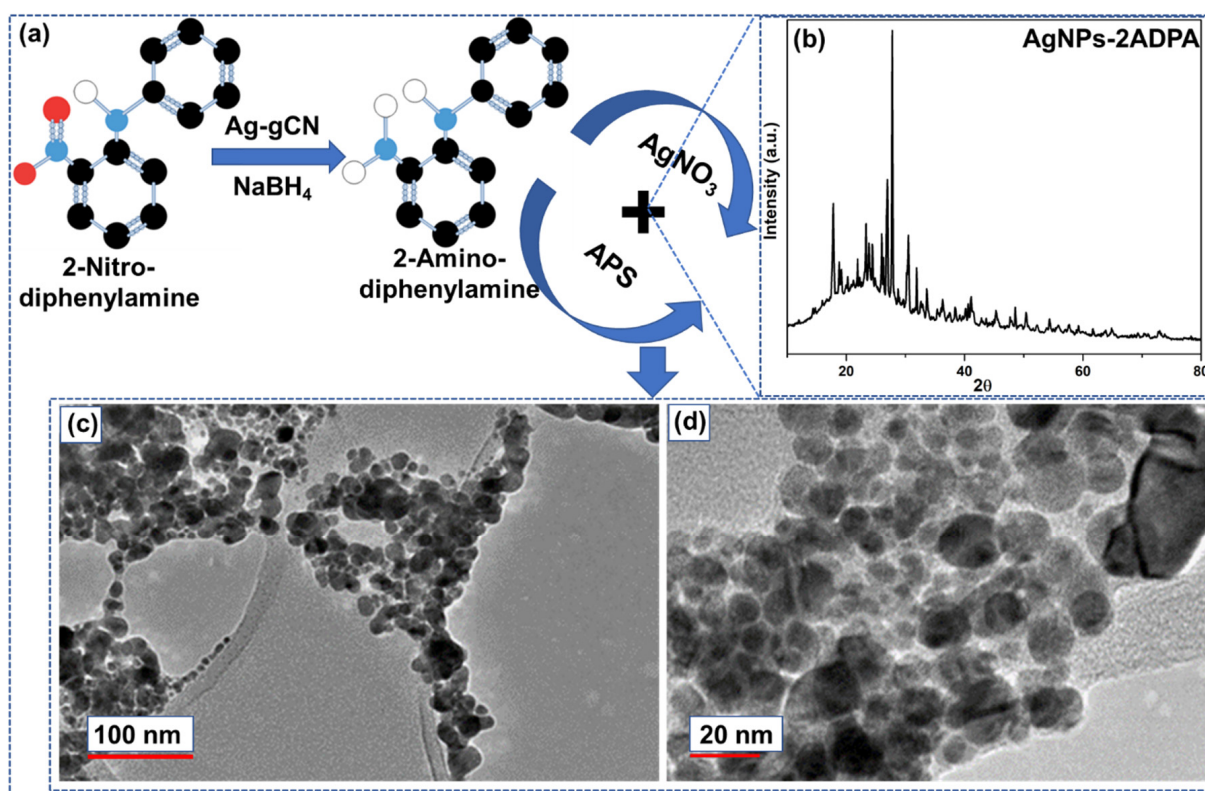 (a)
Ag-gCN
NaBH₄
2-Nitro-
diphenylamine
2-Amino-
diphenylamine
AgNO₃
+
APS
(b)
AgNPs-2ADPA
Intensity (a.u.)
20
40
60
80
2θ
(c)
100 nm
(d)
20 nm